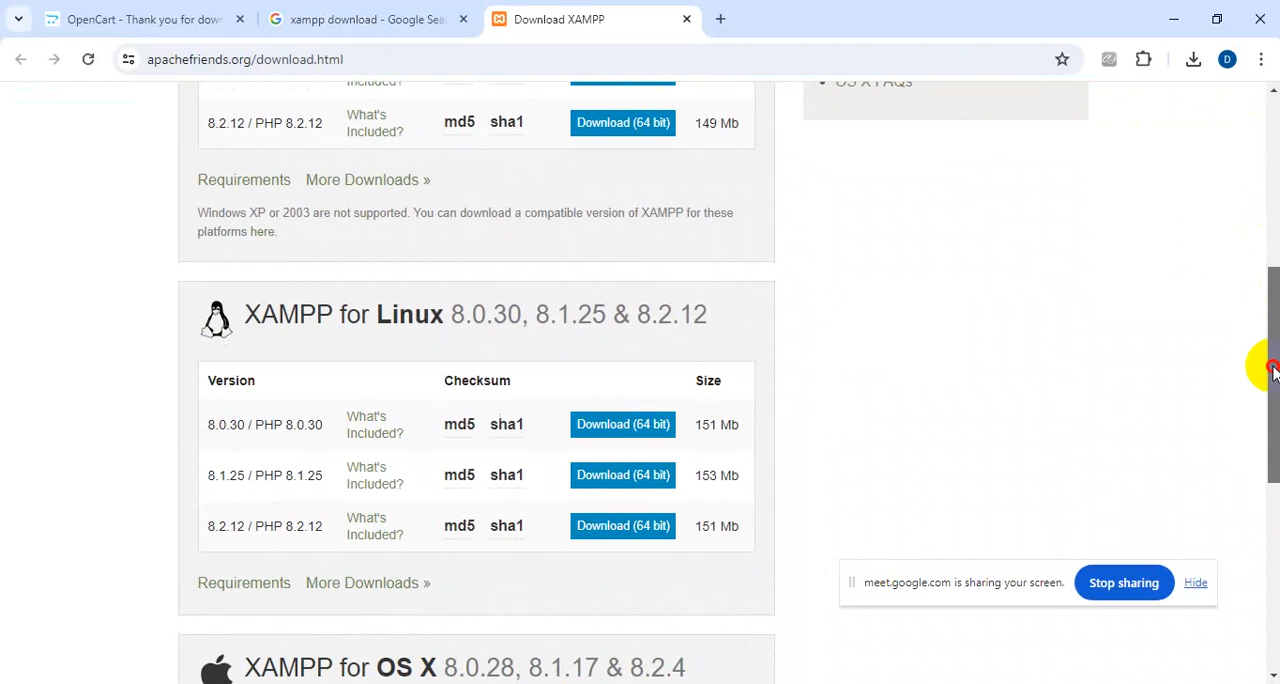 OpenCart - Thank you for dow
xampp download - Google Sea
Download XAMPP
apachefriends.org/download.html
D
Included?
OS X FAQs
8.2.12 / PHP 8.2.12
What's
Included?
md5 sha1
Download (64 bit)
149 Mb
Requirements More Downloads »
Windows XP or 2003 are not supported. You can download a compatible version of XAMPP for these
platforms here.
XAMPP for Linux 8.0.30, 8.1.25 & 8.2.12
Version Checksum Size
8.0.30 / PHP 8.0.30
What's
Included?
md5 sha1
Download (64 bit)
151 Mb
8.1.25 / PHP 8.1.25
What's
Included?
md5 sha1
Download (64 bit)
153 Mb
8.2.12 / PHP 8.2.12
What's
Included?
md5 sha1
Download (64 bit)
151 Mb
Requirements More Downloads »
meet.google.com is sharing your screen.
Stop sharing
Hide
XAMPP for OS X 8.0.28, 8.1.17 & 8.2.4